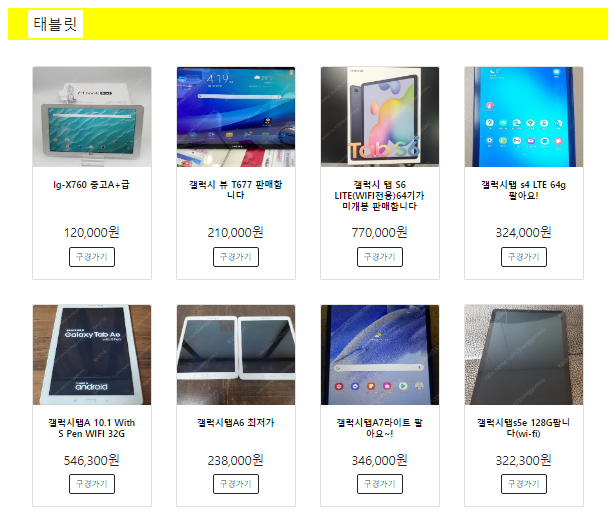 태블릿
4:19
Tab S6
lg-X760 중고A+급
갤럭시 뷰 T677 판매합
니다
갤럭시 탭 S6
LITE(WIFI전용)64기가
미개봉 판매합니다
갤럭시탭 s4 LTE 64g
팔아요!
120,000원
210,000원
770,000원
324,000원
구경가기
구경가기
구경가기
구경가기
SAMSUNG
Galaxy Tab A6
with S Pen
android
갤럭시탭A 10.1 With
S Pen WIFI 32G
갤럭시탭A6 최저가
갤럭시탭A7라이트 팔
아요~!
갤럭시탭s5e 128G팝니
다(wi-fi)
546,300원
238,000원
346,000원
322,300원
구경가기
구경가기
구경가기
구경가기